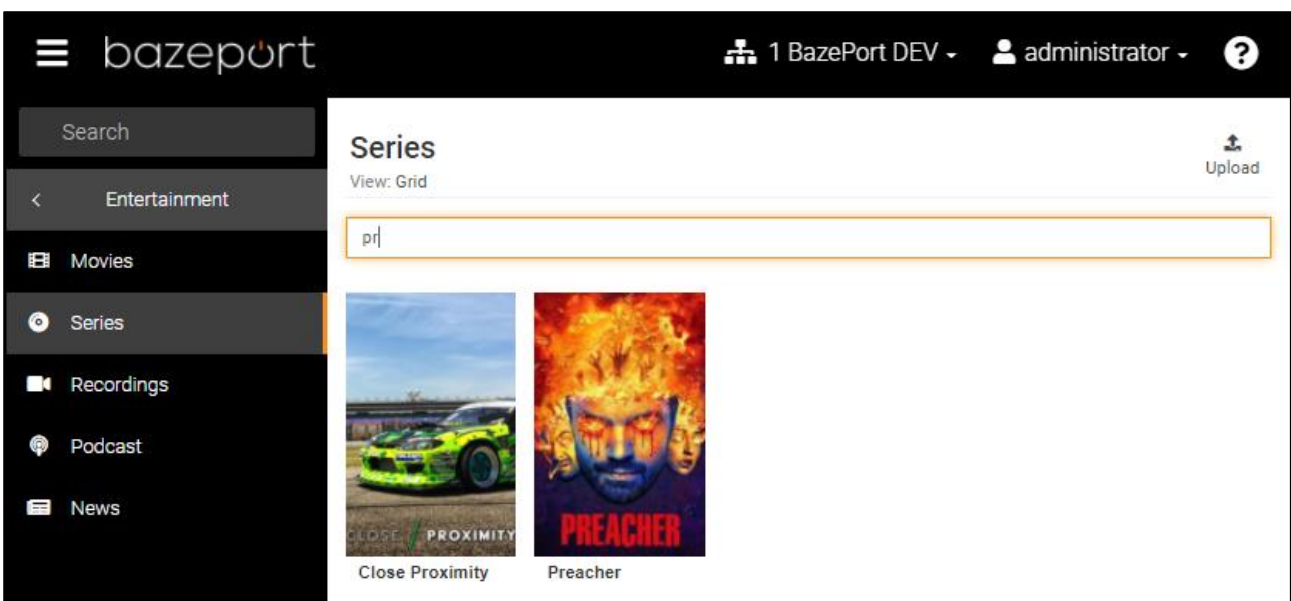 bazeport
1 BazePort DEV
administrator
?
Search
Entertainment
Movies
Series
Recordings
Podcast
News
Series
Upload
View: Grid
pr
CLOSE / PROXIMITY
PREACHER
Close Proximity
Preacher